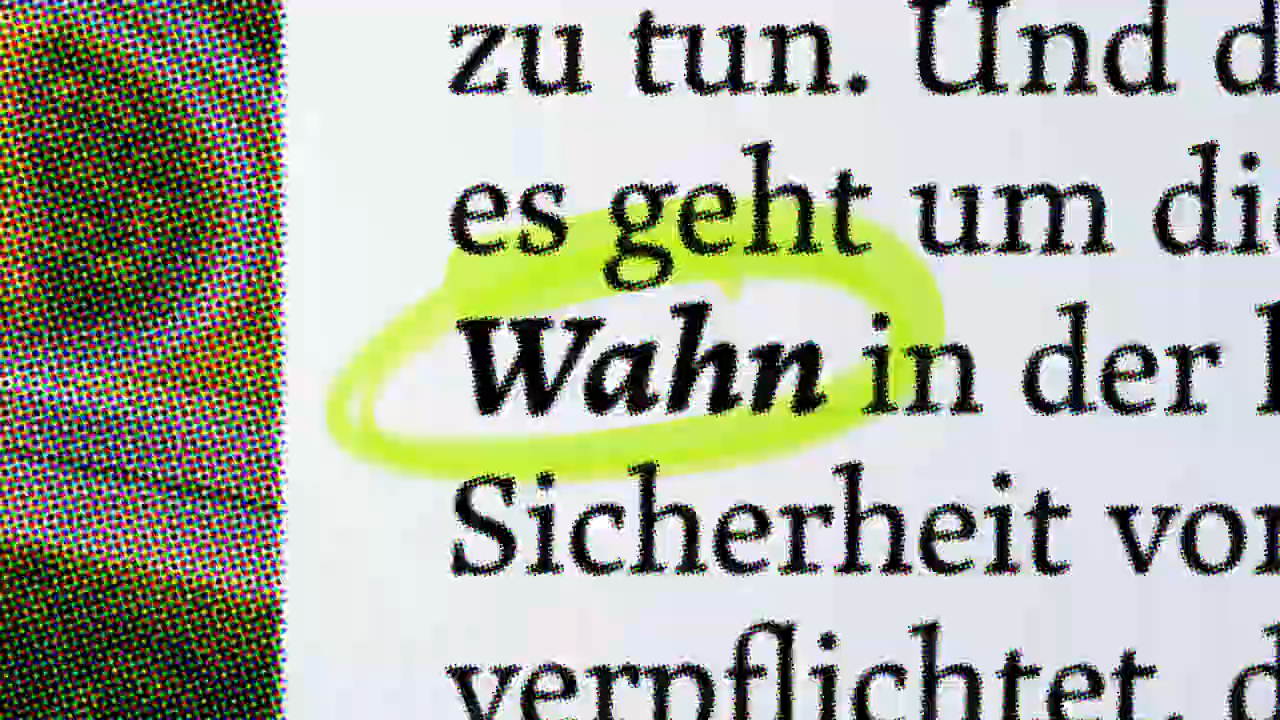 zu tun. Und
es geht um
Wahn in der
Sicherheit
verpflichtet,